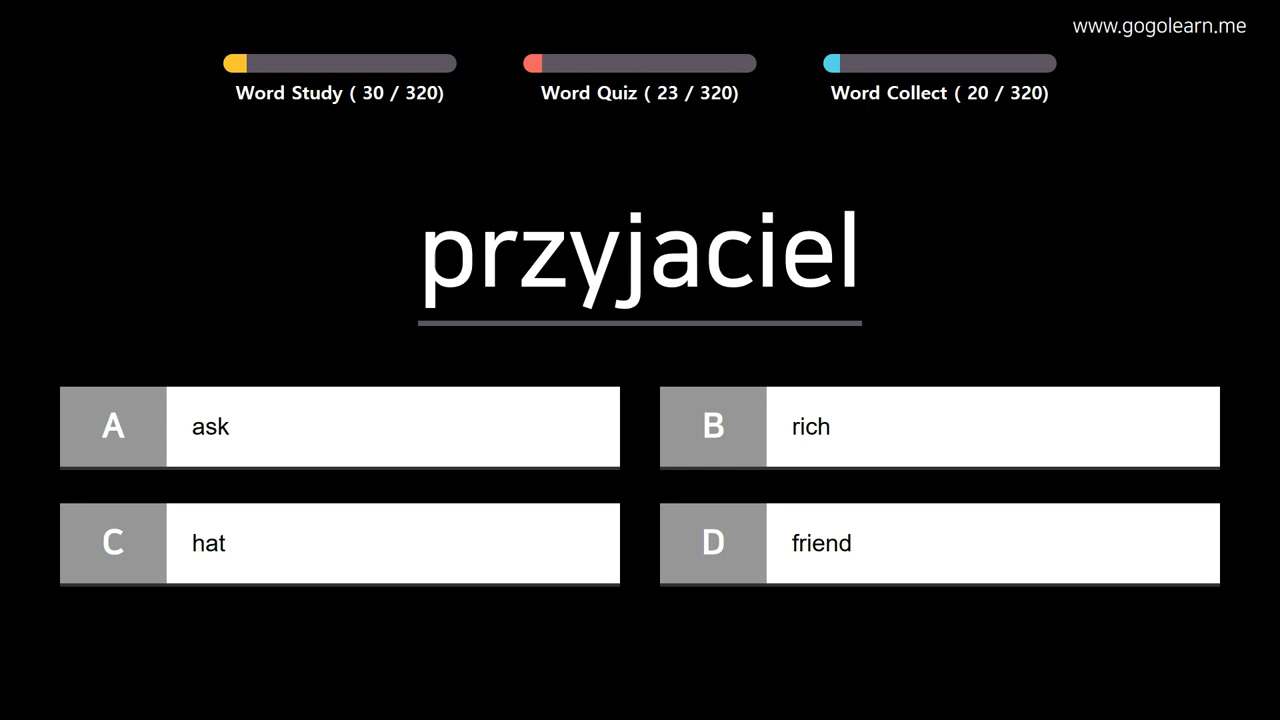 www.gogolearn.me
Word Study ( 30 / 320)
Word Quiz ( 23 / 320)
Word Collect ( 20 / 320)
przyjaciel
A ask
B rich
C hat
D friend